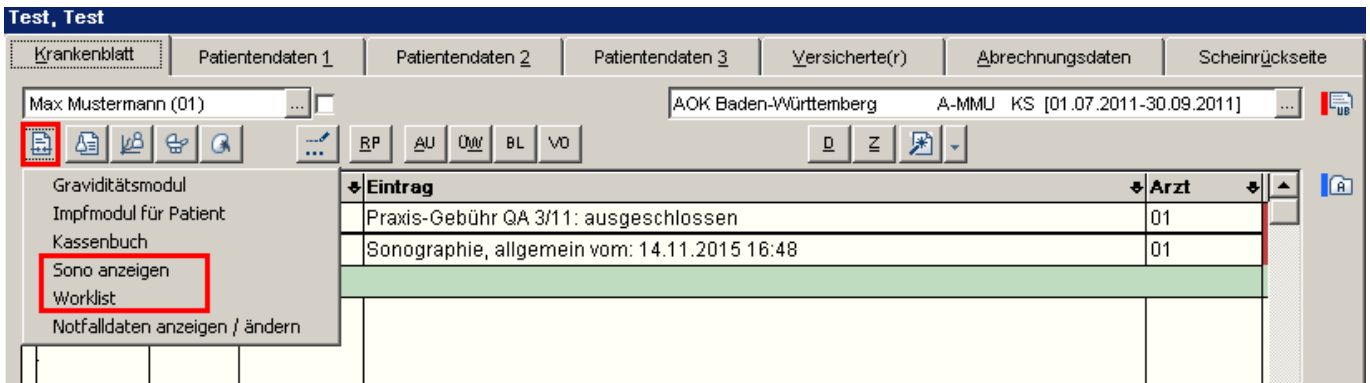 Test, Test
Krankenblatt Patientendaten 1 Patientendaten 2 Patientendaten 3 Versicherte(r) Abrechnungsdaten Scheinrückseite
Max Mustermann (01) ... AOK Baden-Württemberg A-MMU KS [01.07.2011-30.09.2011] ... UB
... RP AU ÜW BL VO D Z
Graviditätsmodul Eintrag Arzt A
Impfmodul für Patient Praxis-Gebühr QA 3/11: ausgeschlossen 01
Kassenbuch Sonographie, allgemein vom: 14.11.2015 16:48 01
Sono anzeigen
Worklist
Notfalldaten anzeigen / ändern